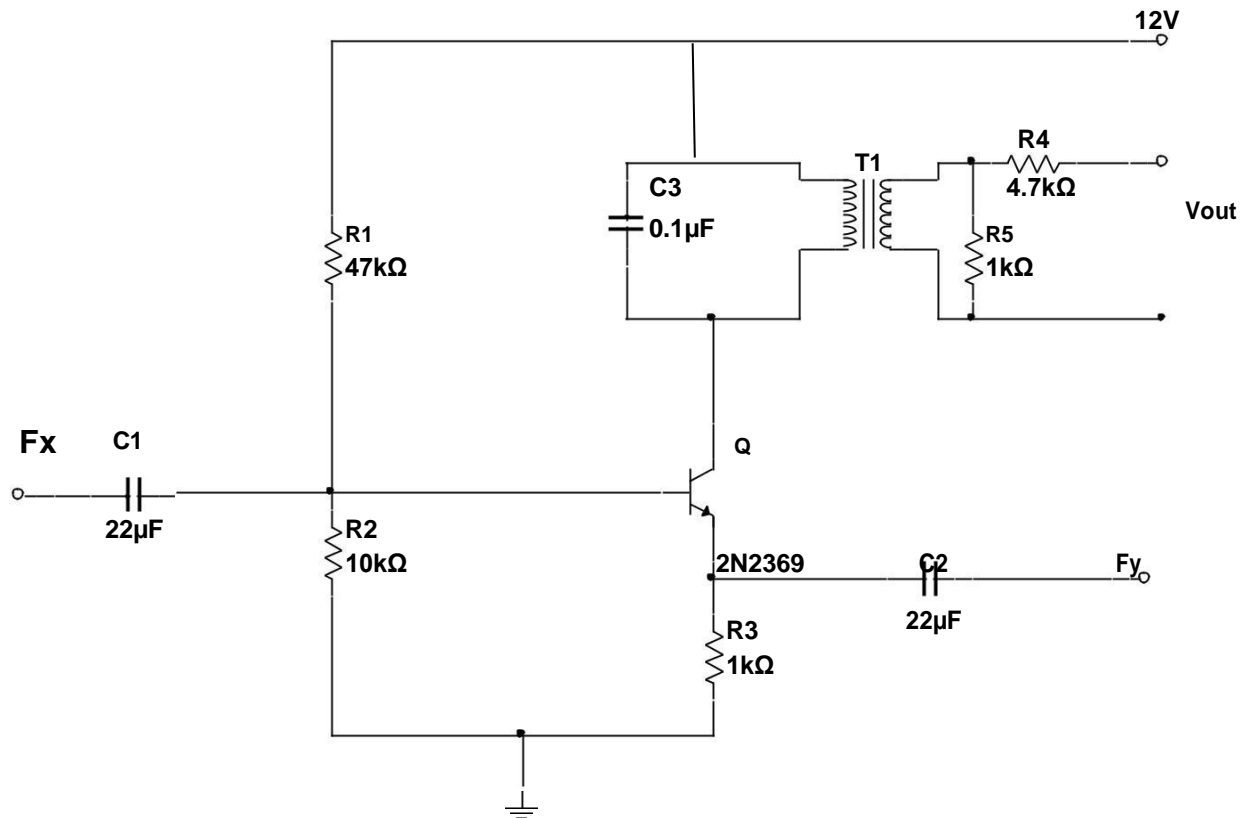 12V
R4
T1
4.7kΩ
C3
Vout
0.1µF
R1
R5
47kΩ
1kΩ
Fx
C1
Q
22µF
R2
10kΩ
2N2369
C2
Fy
22µF
R3
1kΩ